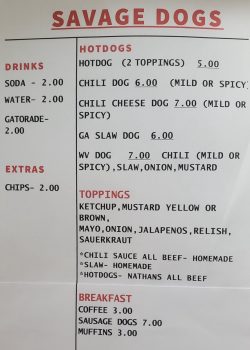 SAVAGE DOGS
DRINKS
SODA - 2.00
WATER- 2.00
GATORADE-
2.00
EXTRAS
CHIPS- 2.00
HOTDOGS
HOTDOG (2 TOPPINGS) 5.00
CHILI DOG 6.00 (MILD OR SPICY)
CHILI CHEESE DOG 7.00 (MILD OR
SPICY)
GA SLAW DOG 6.00
WV DOG 7.00 CHILI (MILD OR
SPICY),SLAW,ONION,MUSTARD
TOPPINGS
KETCHUP,MUSTARD YELLOW OR
BROWN,
MAYO,ONION,JALAPENOS,RELISH,
SAUERKRAUT
*CHILI SAUCE ALL BEEF- HOMEMADE
*SLAW- HOMEMADE
*HOTDOGS- NATHANS ALL BEEF
BREAKFAST
COFFEE 3.00
SAUSAGE DOGS 7.00
MUFFINS 3.00